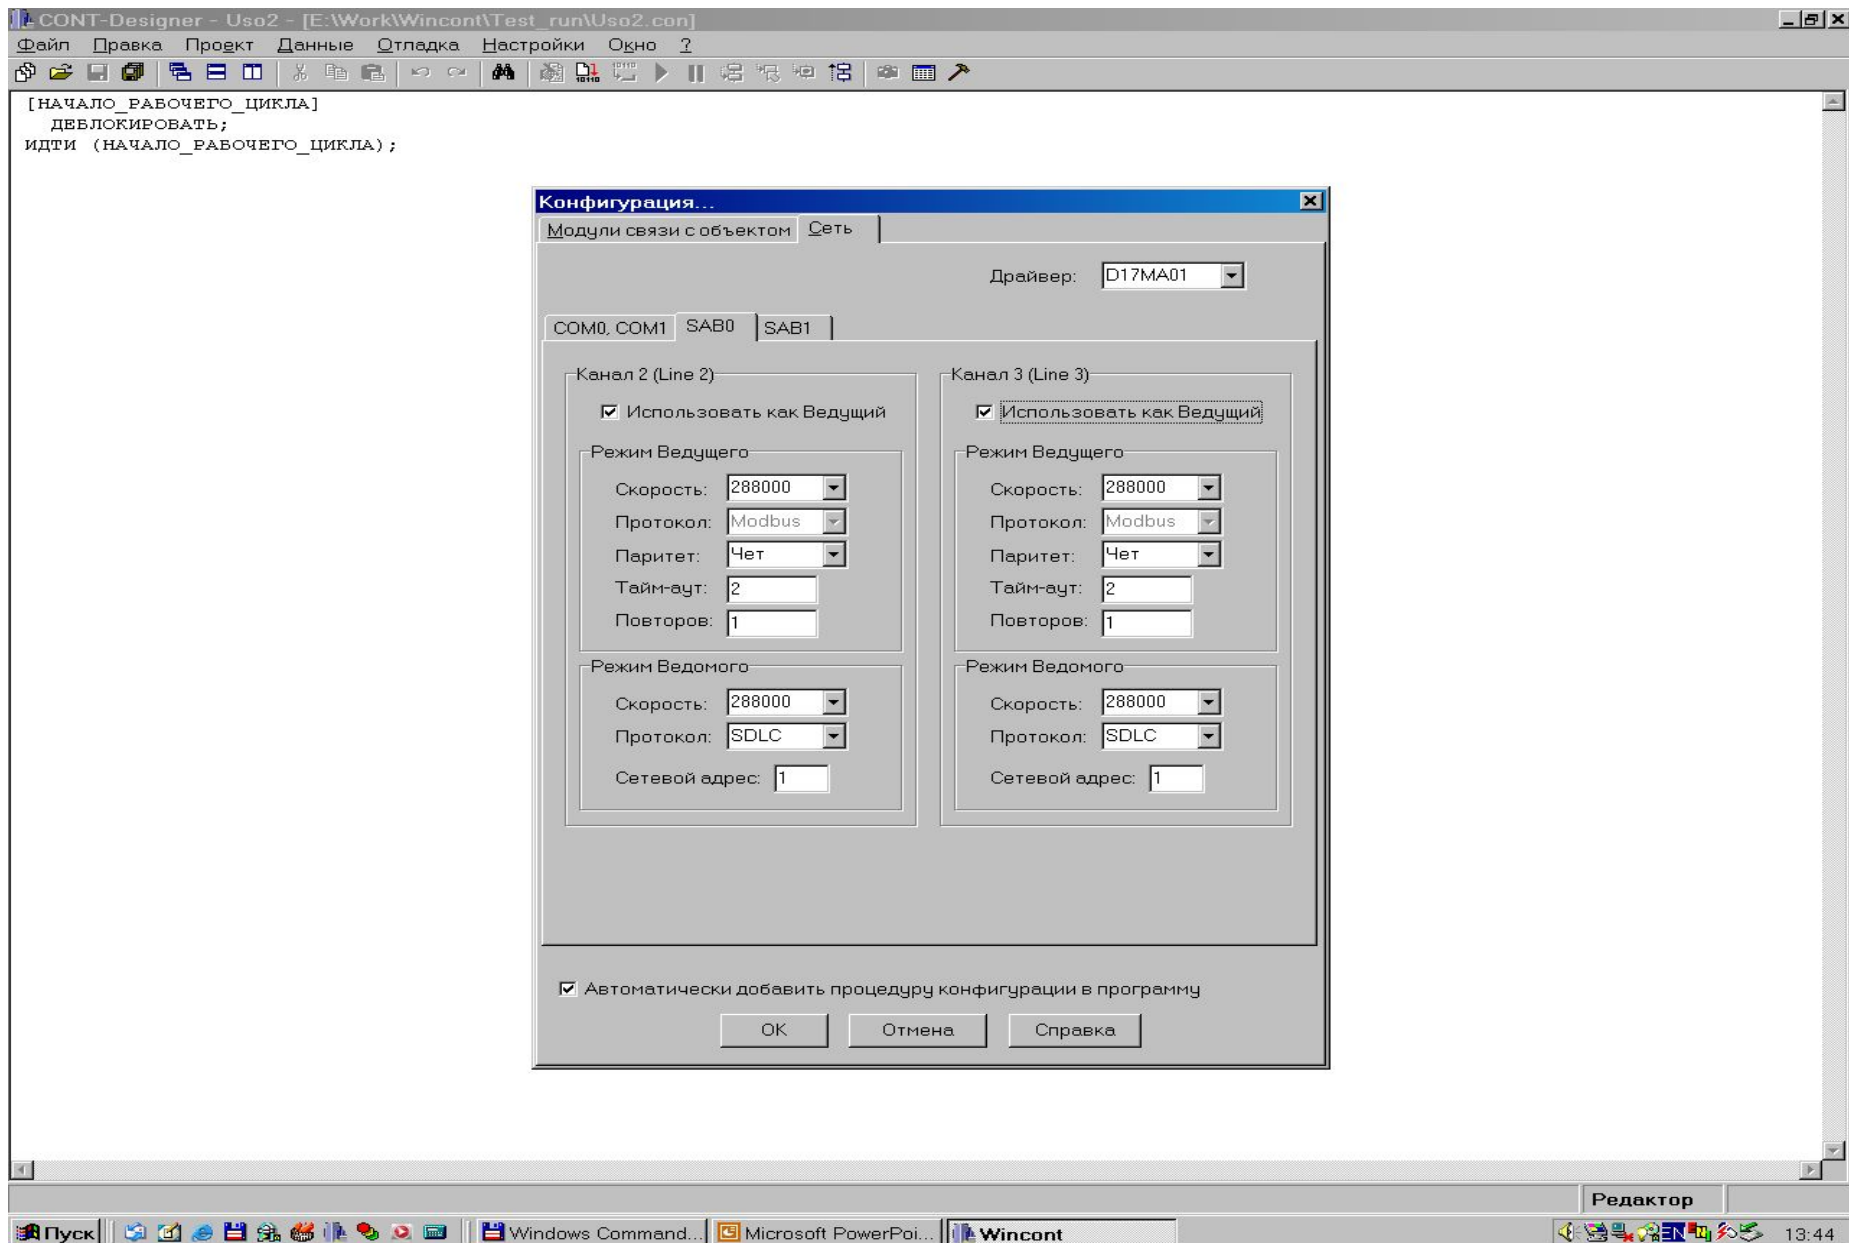 CONT-Designer - Uso2 - [E:\Work\Wincont\Test_run\Uso2.con]
Файл Правка Проект Данные Отладка Настройки Окно ?
[НАЧАЛО_РАБОЧЕГО_ЦИКЛА]
ДЕБЛОКИРОВАТЬ;
ИДТИ (НАЧАЛО_РАБОЧЕГО_ЦИКЛА);
Конфигурация...
Модули связи с объектом Сеть
Драйвер: D17MA01
COM0, COM1 SAB0 SAB1
Канал 2 (Line 2)
Использовать как Ведущий
Режим Ведущего
Скорость: 288000
Протокол: Modbus
Паритет: Чет
Тайм-аут: 2
Повторов: 1
Режим Ведомого
Скорость: 288000
Протокол: SDLC
Сетевой адрес: 1
Канал 3 (Line 3)
Использовать как Ведущий
Режим Ведущего
Скорость: 288000
Протокол: Modbus
Паритет: Чет
Тайм-аут: 2
Повторов: 1
Режим Ведомого
Скорость: 288000
Протокол: SDLC
Сетевой адрес: 1
Автоматически добавить процедуру конфигурации в программу
OK Отмена Справка
Редактор
Пуск Windows Command... Microsoft PowerPoi... Wincont EN 13:44